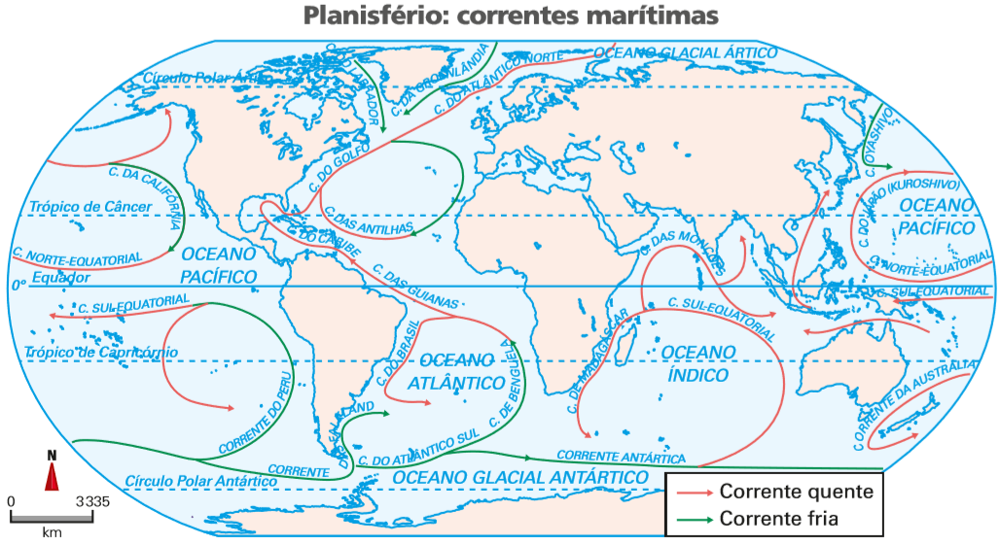 Planisfério: correntes marítimas
OCEANO GLACIAL ÁRTICO
Círculo Polar Ártico
C. DO LABRADOR
C. DA GROENLÂNDIA
C. DO ATLÂNTICO NORTE
C. OYASHIVO
C. DO GOLFO
C. DA CALIFÓRNIA
C. DO JAPÃO (KUROSHIVO)
Trópico de Câncer
OCEANO
PACÍFICO
C. DAS ANTILHAS
C. DO CARIBE
C. DAS MONÇÕES
C. NORTE-EQUATORIAL
OCEANO
PACÍFICO
C. NORTE-EQUATORIAL
C. DAS GUIANAS
0º
Equador
C. SUL-EQUATORIAL
C. SUL-EQUATORIAL
C. SUL-EQUATORIAL
Trópico de Capricórnio
C. DO BRASIL
OCEANO
ATLÂNTICO
C. DE BENGUELA
C. DE MADAGASCAR
OCEANO
ÍNDICO
CORRENTE DA AUSTRÁLIA
CORRENTE DO PERU
C. DO ATLÂNTICO SUL
CORRENTE ANTÁRTICA
CORRENTE
DAS FALKLAND
Círculo Polar Antártico
OCEANO GLACIAL ANTÁRTICO
N
0
3335
km
Corrente quente
Corrente fria